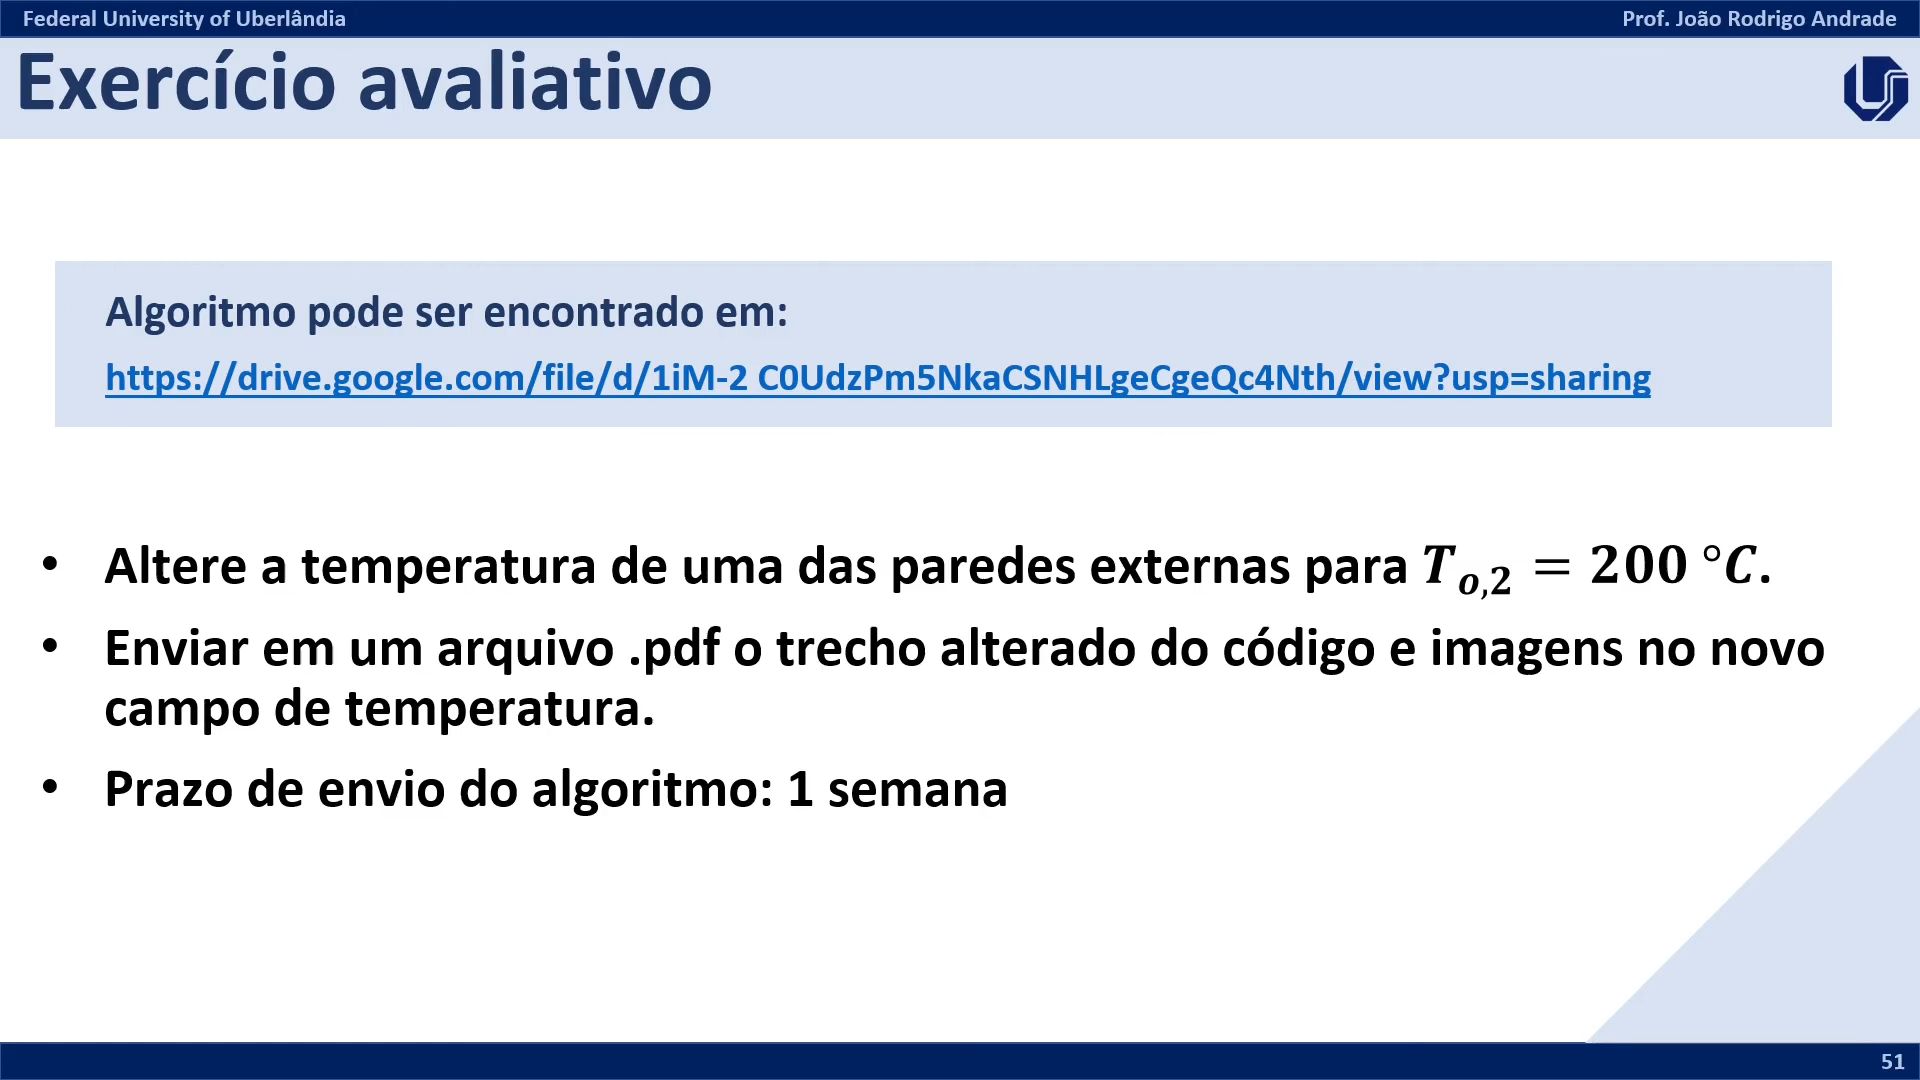 Federal University of Uberlândia
Prof. João Rodrigo Andrade
Exercício avaliativo
Algoritmo pode ser encontrado em:
https://drive.google.com/file/d/1iM-2 C0UdzPm5NkaCSNHLgeCgeQc4Nth/view?usp=sharing
• Altere a temperatura de uma das paredes externas para T_{o,2} = 200 °C.
• Enviar em um arquivo .pdf o trecho alterado do código e imagens no novo
campo de temperatura.
• Prazo de envio do algoritmo: 1 semana
51